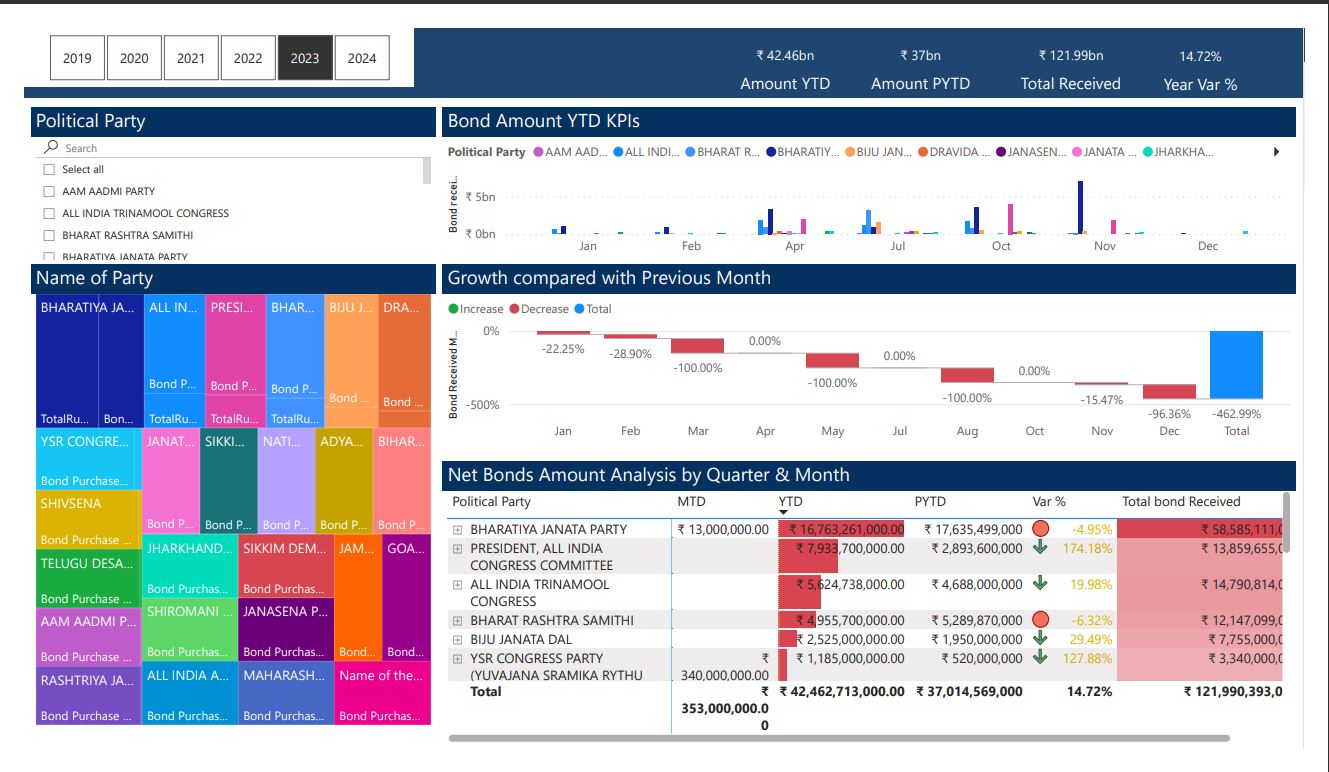 2019 2020 2021 2022 2023 2024
₹ 42.46bn ₹ 37bn ₹ 121.99bn 14.72%
Amount YTD Amount PYTD Total Received Year Var %
Political Party
Search
Select all
AAM AADMI PARTY
ALL INDIA TRINAMOOL CONGRESS
BHARAT RASHTRA SAMITHI
BHARATIYA JANATA PARTY
Bond Amount YTD KPIs
Political Party AAM AAD... ALL INDI... BHARAT R... BHARATIY... BIJU JAN... DRAVIDA ... JANASEN... JANATA ... JHARKHA...
Bond recei...
₹ 5bn
₹ 0bn
Jan Feb Apr Jul Oct Nov Dec
Name of Party
BHARATIYA JA... ALL IN... PRESI... BHAR... BIJU J... DRA...
Bond P... Bond P... Bond P... Bond ... Bond ...
TotalRu... Bon... TotalRu... TotalRu... TotalRu...
YSR CONGRE... JANAT... SIKKI... NATI... ADYA... BIHAR...
Bond Purchase...
SHIVSENA
Bond P... Bond P... Bond P... Bond P... Bond P...
Bond Purchase ...
JHARKHAND... SIKKIM DEM... JAM... GOA...
TELUGU DESA...
Bond Purchas... Bond Purchas...
Bond Purchase ...
SHIROMANI ... JANASENA P...
AAM AADMI P...
Bond Purchase ... Bond Purchas... Bond Purchas... Bond... Bond...
RASHTRIYA JA... ALL INDIA A... MAHARASH... Name of the...
Bond Purchase ... Bond Purchas... Bond Purchas... Bond Purchas...
Growth compared with Previous Month
Increase Decrease Total
Bond Received M...
0%
-500%
-22.25% -28.90% -100.00% 0.00% -100.00% 0.00% -100.00% 0.00% -15.47% -96.36% -462.99%
Jan Feb Mar Apr May Jul Aug Oct Nov Dec Total
Net Bonds Amount Analysis by Quarter & Month
Political Party MTD YTD PYTD Var % Total bond Received
BHARATIYA JANATA PARTY ₹ 13,000,000.00 ₹ 16,763,261,000.00 ₹ 17,635,499,000 -4.95% ₹ 58,585,111,0
PRESIDENT, ALL INDIA ₹ 7,933,700,000.00 ₹ 2,893,600,000 174.18% ₹ 13,859,655,0
CONGRESS COMMITTEE
ALL INDIA TRINAMOOL ₹ 5,624,738,000.00 ₹ 4,688,000,000 19.98% ₹ 14,790,814,0
CONGRESS
BHARAT RASHTRA SAMITHI ₹ 4,955,700,000.00 ₹ 5,289,870,000 -6.32% ₹ 12,147,099,0
BIJU JANATA DAL ₹ 2,525,000,000.00 ₹ 1,950,000,000 29.49% ₹ 7,755,000,0
YSR CONGRESS PARTY ₹ ₹ 1,185,000,000.00 ₹ 520,000,000 127.88% ₹ 3,340,000,0
(YUVAJANA SRAMIKA RYTHU 340,000,000.00
Total ₹ ₹ 42,462,713,000.00 ₹ 37,014,569,000 14.72% ₹ 121,990,393,0
353,000,000.0
0